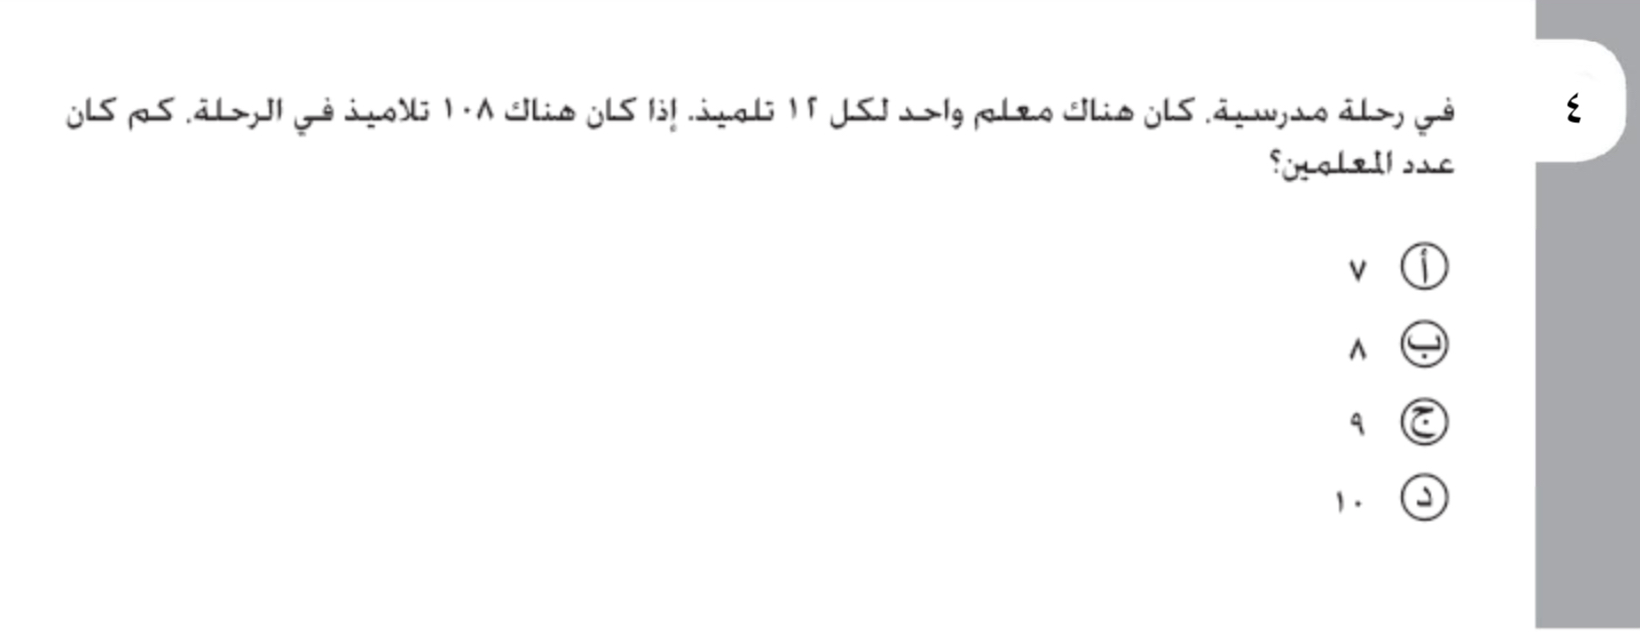 ٤
في رحلة مدرسية. كان هناك معلم واحد لكل ١٢ تلميذ. إذا كان هناك ١٠٨ تلاميذ في الرحلة. كم كان
عدد المعلمين؟
أ ٧
ب ٨
ج ٩
د ١٠